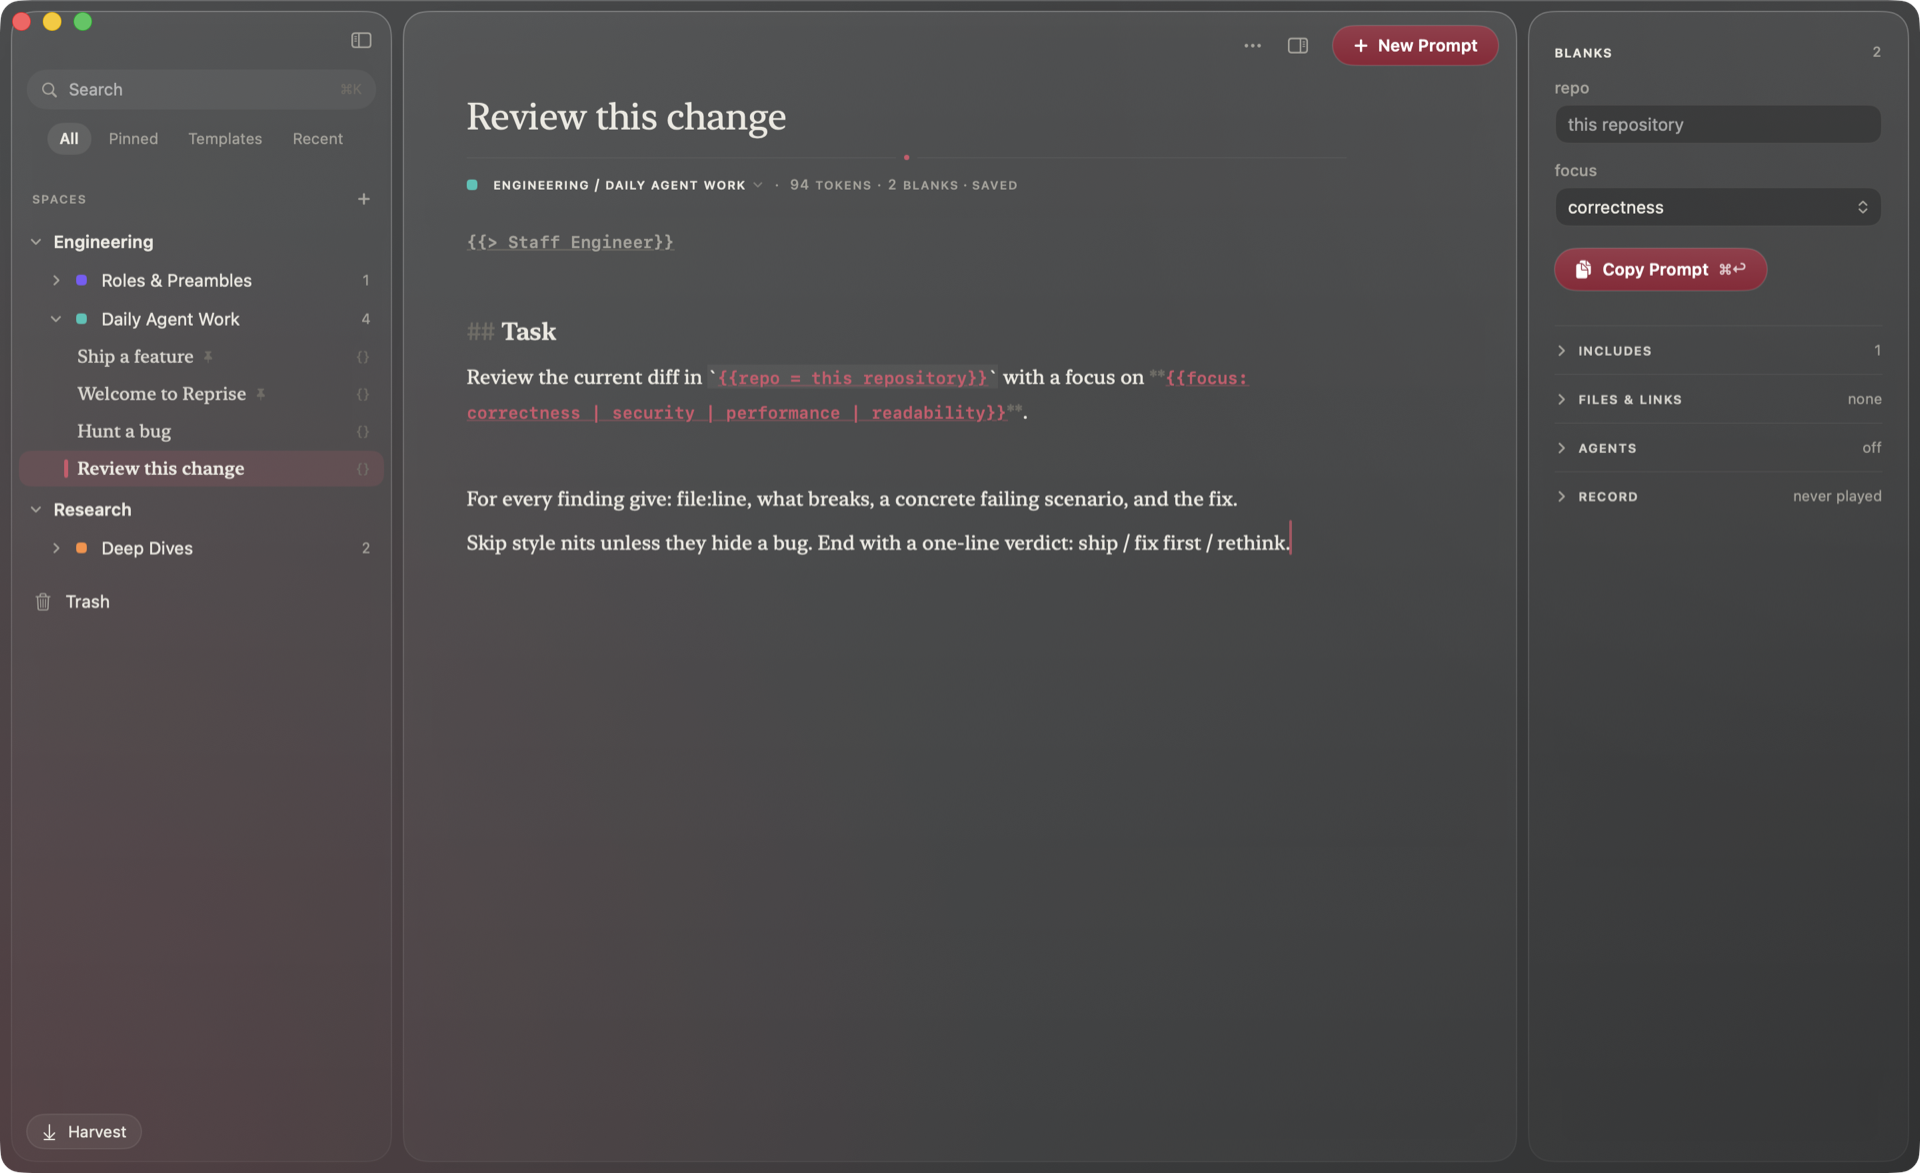 Search ⌘K
All Pinned Templates Recent
SPACES +
Engineering
Roles & Preambles 1
Daily Agent Work 4
Ship a feature {}
Welcome to Reprise {}
Hunt a bug {}
Review this change {}
Research
Deep Dives 2
Trash
Harvest
... + New Prompt
Review this change
ENGINEERING / DAILY AGENT WORK · 94 TOKENS · 2 BLANKS · SAVED
{{> Staff Engineer}}
## Task
Review the current diff in `{{repo = this repository}}` with a focus on **{{focus:
correctness | security | performance | readability}}**.
For every finding give: file:line, what breaks, a concrete failing scenario, and the fix.
Skip style nits unless they hide a bug. End with a one-line verdict: ship / fix first / rethink.
BLANKS 2
repo
this repository
focus
correctness
Copy Prompt ⌘↩
INCLUDES 1
FILES & LINKS none
AGENTS off
RECORD never played